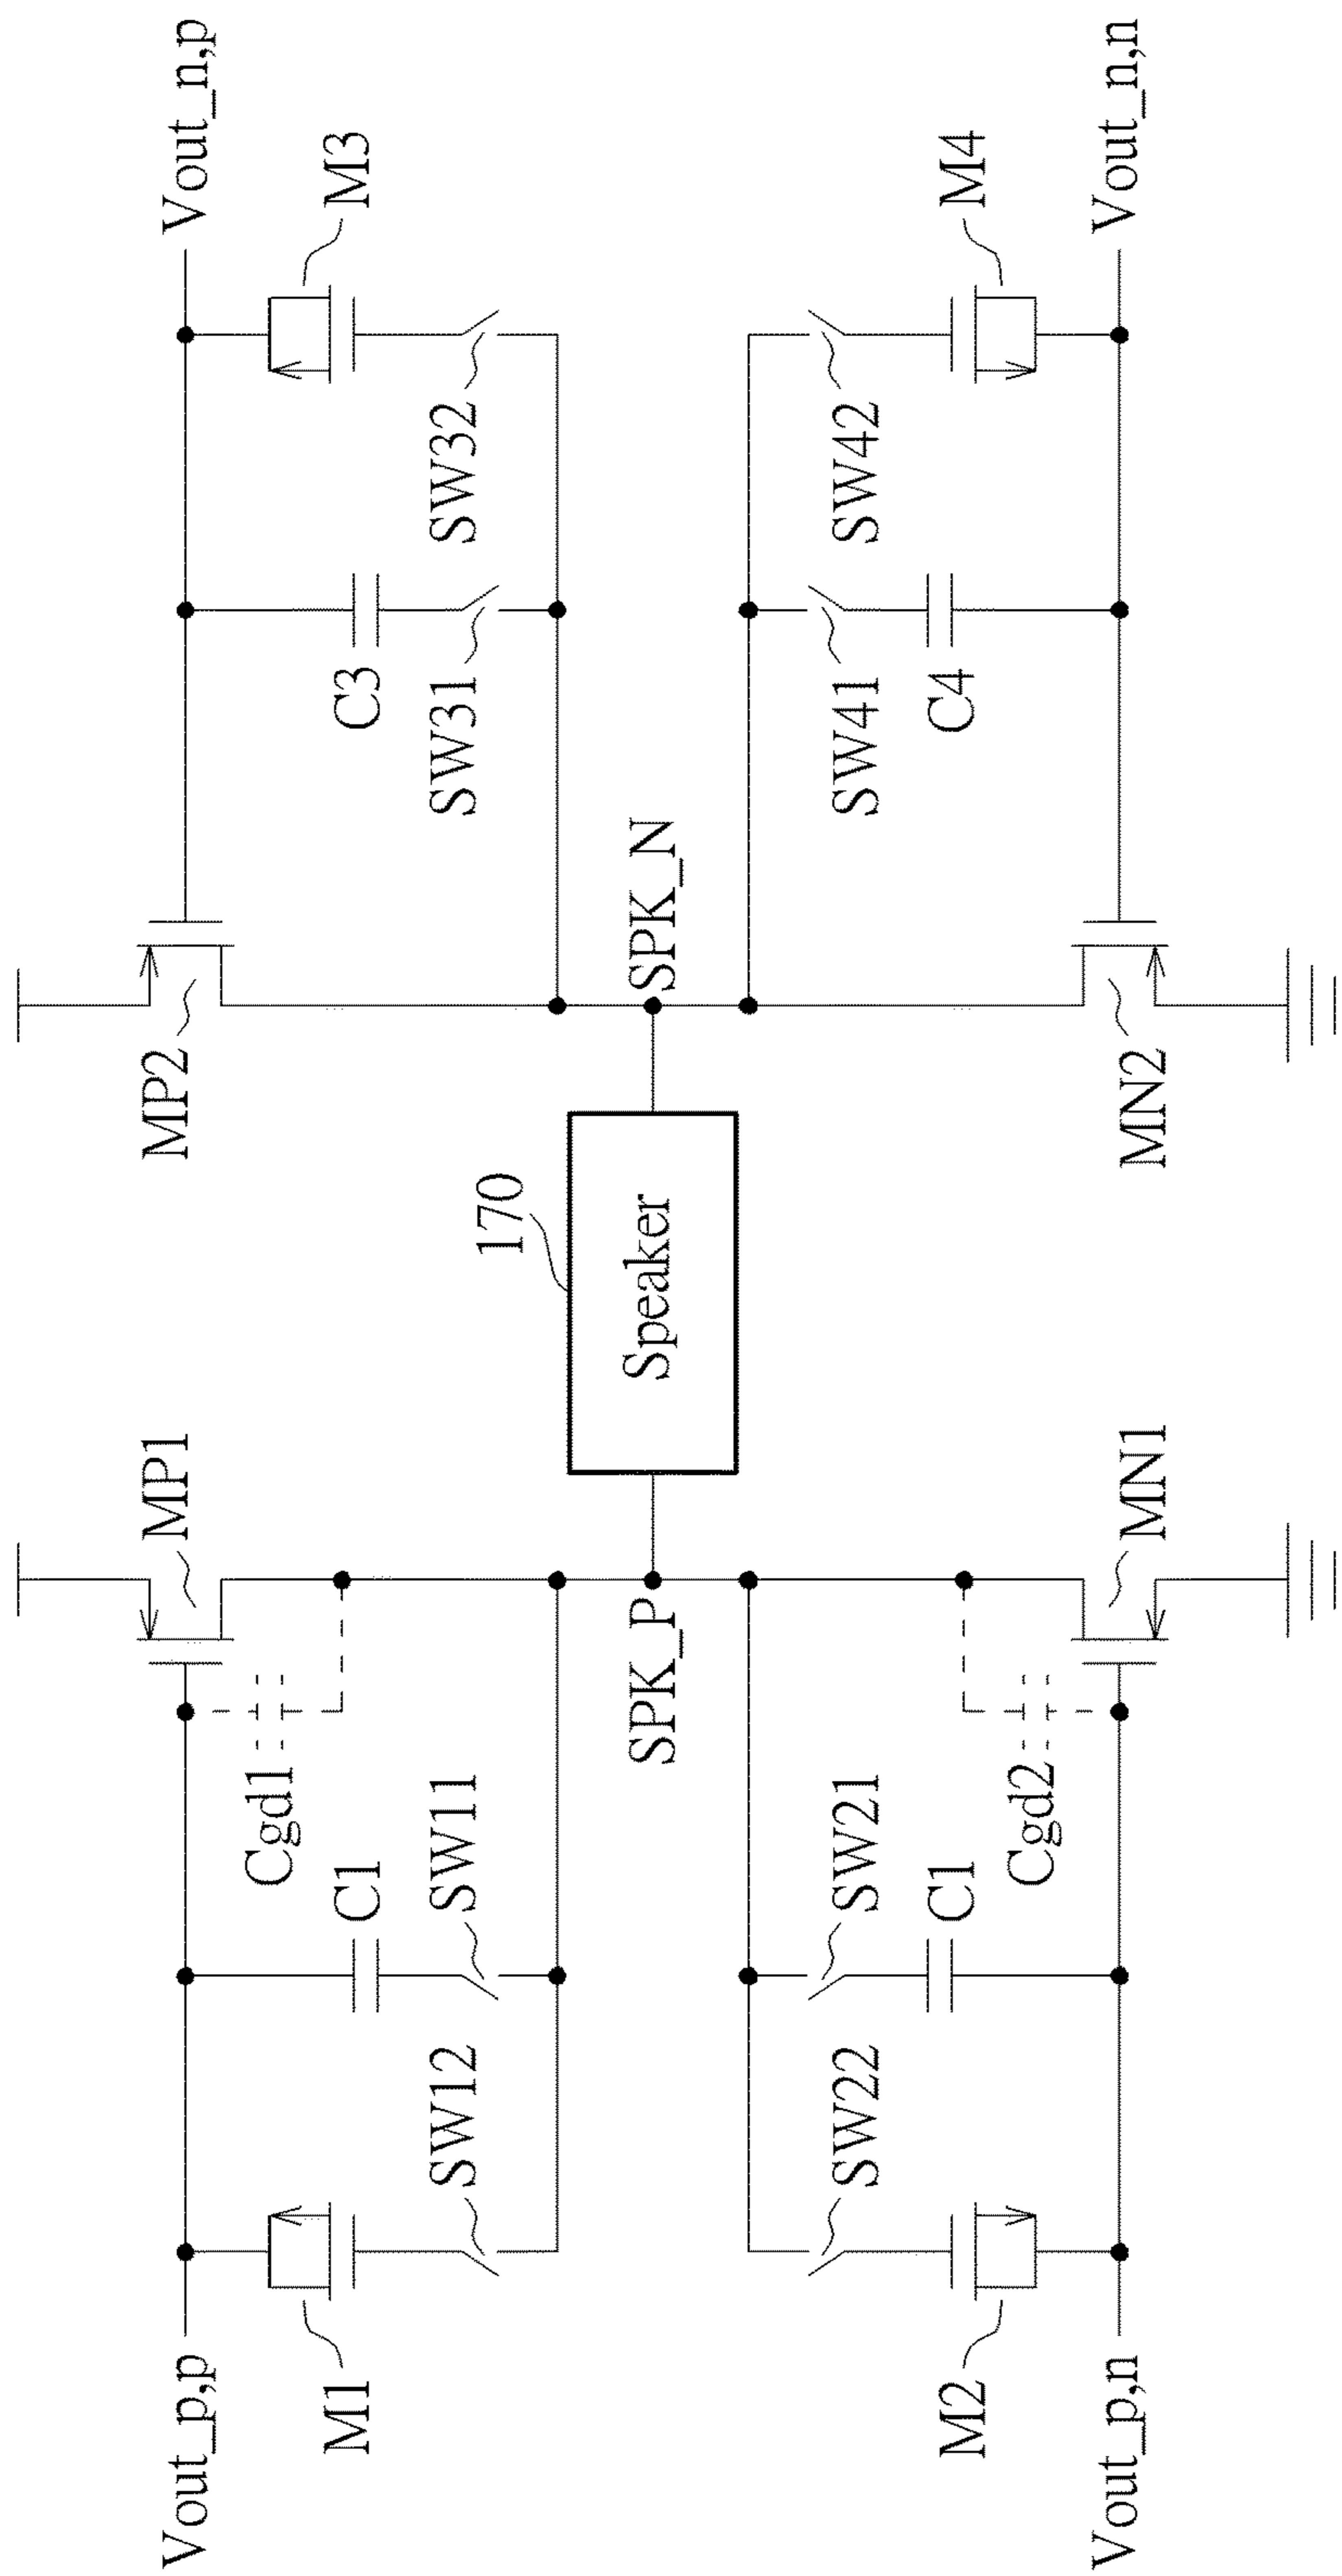 Vout_p,p
Vout_n,p
MP1
MP2
M1
Cgd1
M3
C1
C3
SW12
SW11
SW31
SW32
170
SPK_P
Speaker
SPK_N
SW22
SW21
SW41
SW42
C1
C4
M2
Cgd2
M4
MN1
MN2
Vout_p,n
Vout_n,n